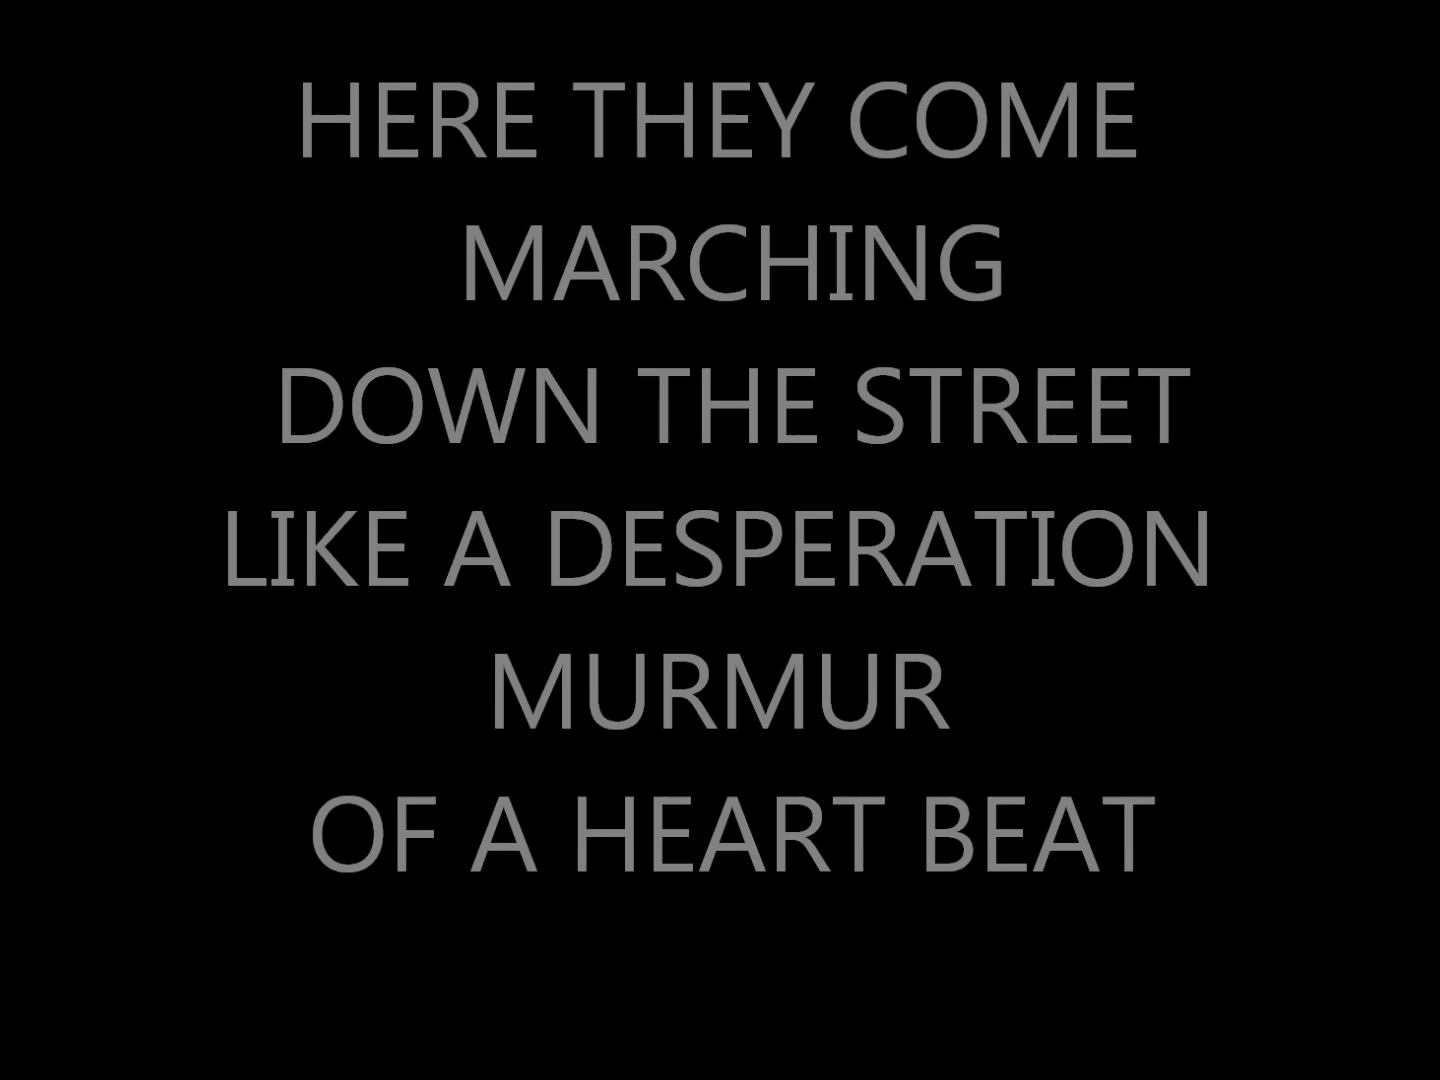 HERE THEY COME
MARCHING
DOWN THE STREET
LIKE A DESPERATION
MURMUR
OF A HEART BEAT